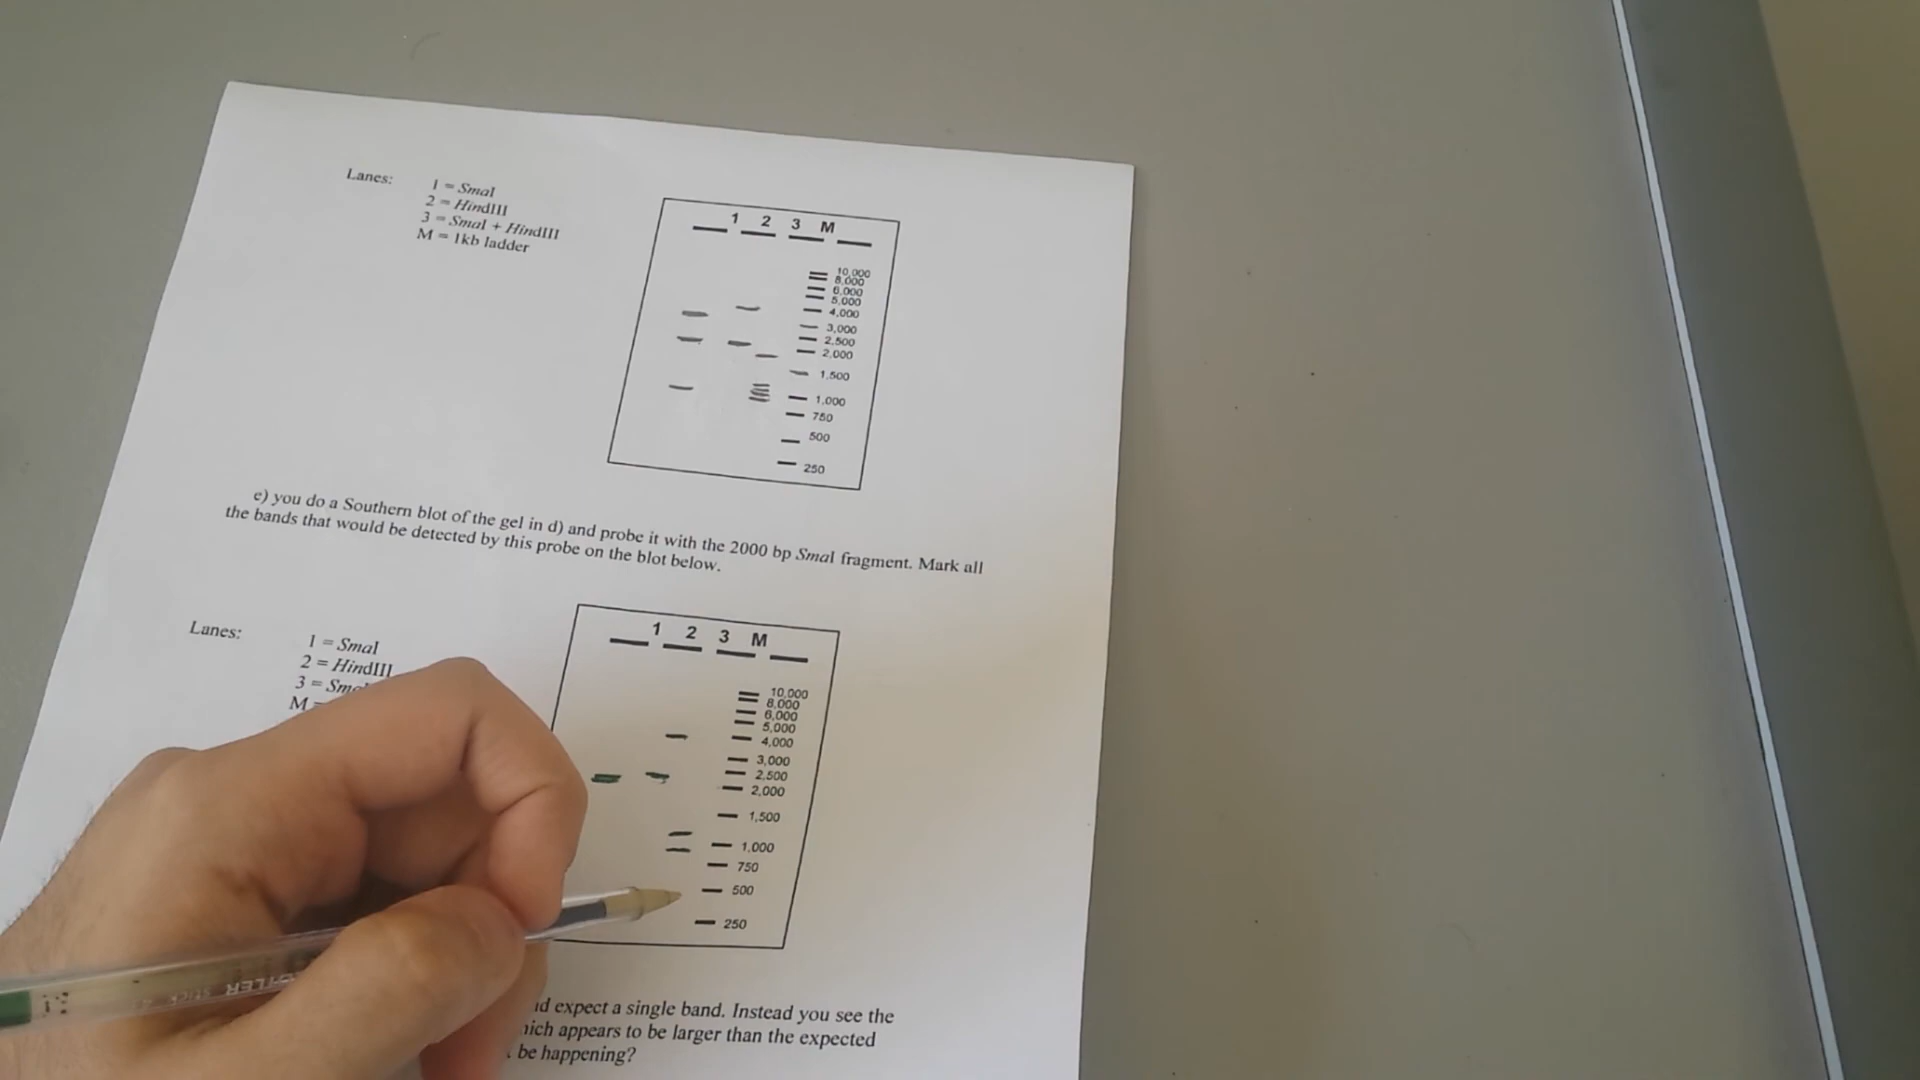 Lanes:
1 = SmaI
2 = HindIII
3 = SmaI + HindIII
M = 1kb ladder
1 2 3 M
10,000
8,000
6,000
5,000
4,000
3,000
2,500
2,000
1,500
1,000
750
500
250
e) you do a Southern blot of the gel in d) and probe it with the 2000 bp SmaI fragment. Mark all
the bands that would be detected by this probe on the blot below.
Lanes:
1 = SmaI
2 = HindIII
3 =
M
1 2 3 M
10,000
8,000
6,000
5,000
4,000
3,000
2,500
2,000
1,500
1,000
750
500
250
expect a single band. Instead you see the
appears to be larger than the expected
be happening?